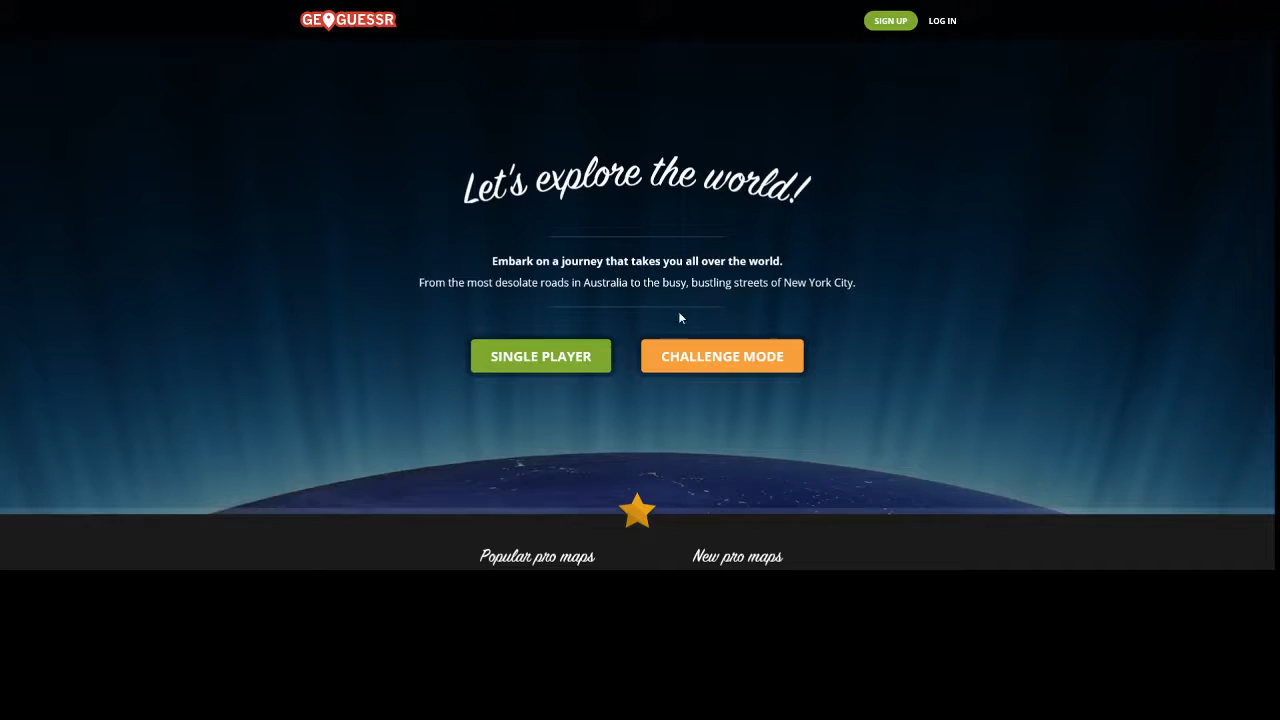 GEOGUESSR
SIGN UP LOG IN
Let's explore the world!
Embark on a journey that takes you all over the world.
From the most desolate roads in Australia to the busy, bustling streets of New York City.
SINGLE PLAYER CHALLENGE MODE
Popular pro maps New pro maps